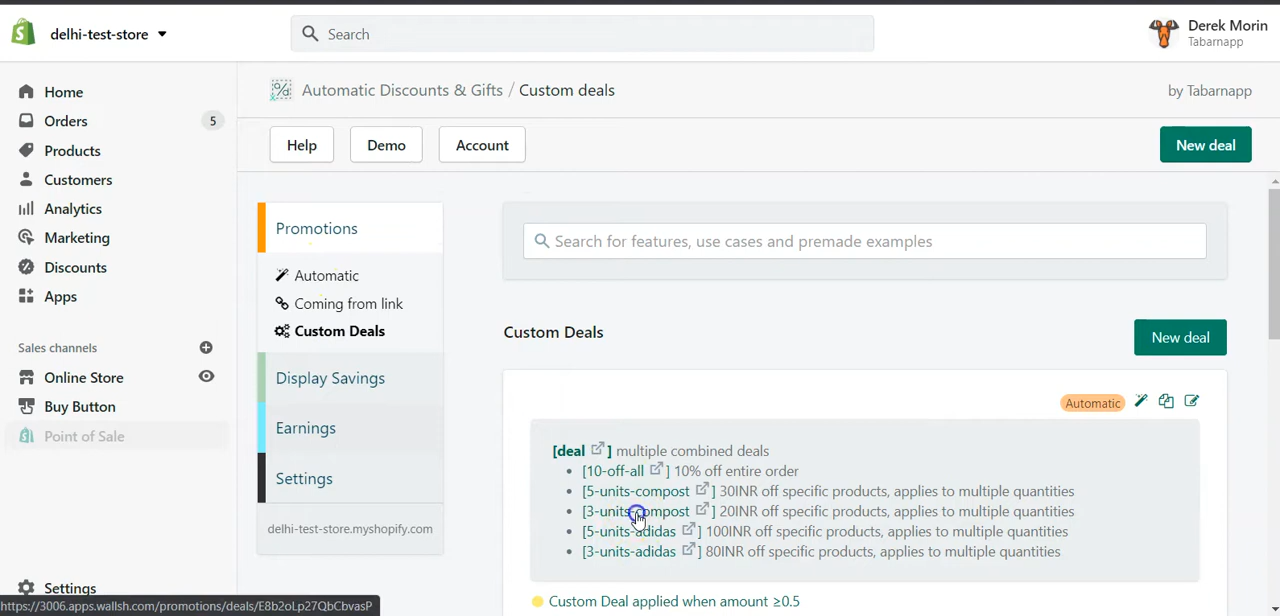 delhi-test-store
Search
Derek Morin
Tabarnapp
Home
Orders 5
Products
Customers
Analytics
Marketing
Discounts
Apps
Sales channels
Online Store
Buy Button
Point of Sale
Settings
https://3006.apps.wallsh.com/promotions/deals/E8b2oLp27QbCbvasP
Automatic Discounts & Gifts / Custom deals
by Tabarnapp
Help Demo Account New deal
Promotions
Automatic
Coming from link
Custom Deals
Display Savings
Earnings
Settings
delhi-test-store.myshopify.com
Search for features, use cases and premade examples
Custom Deals
New deal
Automatic
[deal ] multiple combined deals
• [10-off-all ] 10% off entire order
• [5-units-compost ] 30INR off specific products, applies to multiple quantities
• [3-units-compost ] 20INR off specific products, applies to multiple quantities
• [5-units-adidas ] 100INR off specific products, applies to multiple quantities
• [3-units-adidas ] 80INR off specific products, applies to multiple quantities
Custom Deal applied when amount ≥0.5